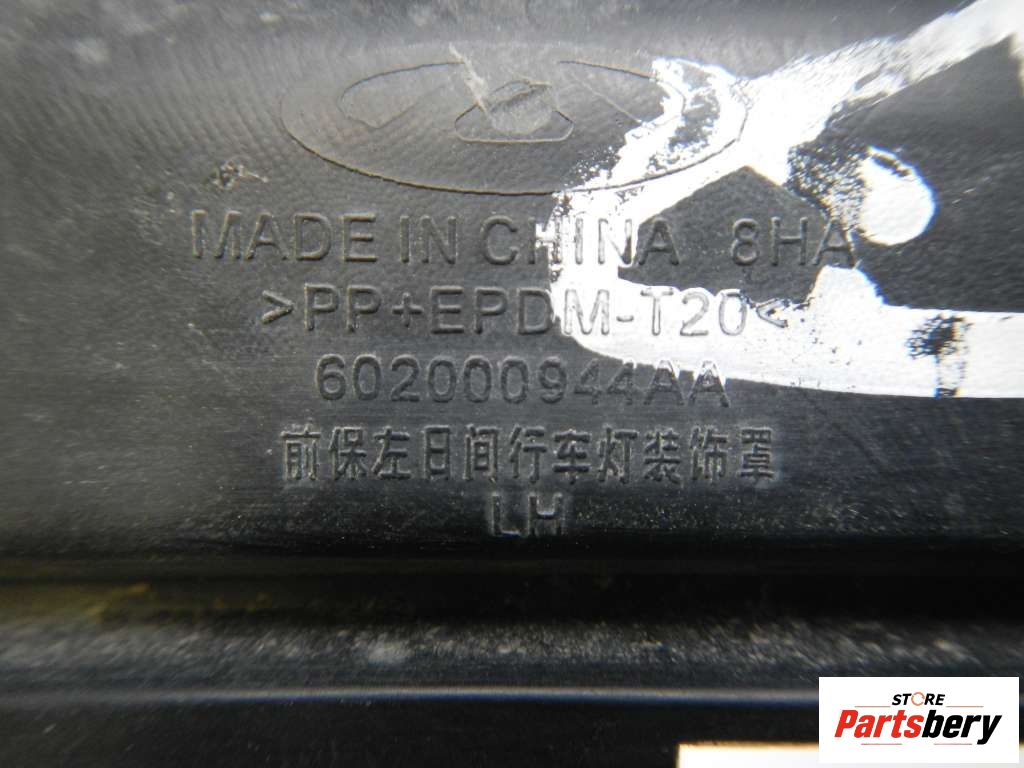 MADE IN CHINA 8HA
>PP+EPDM-T20<
602000944AA
前保左日间行车灯装饰罩
LH
STORE
Partsbery